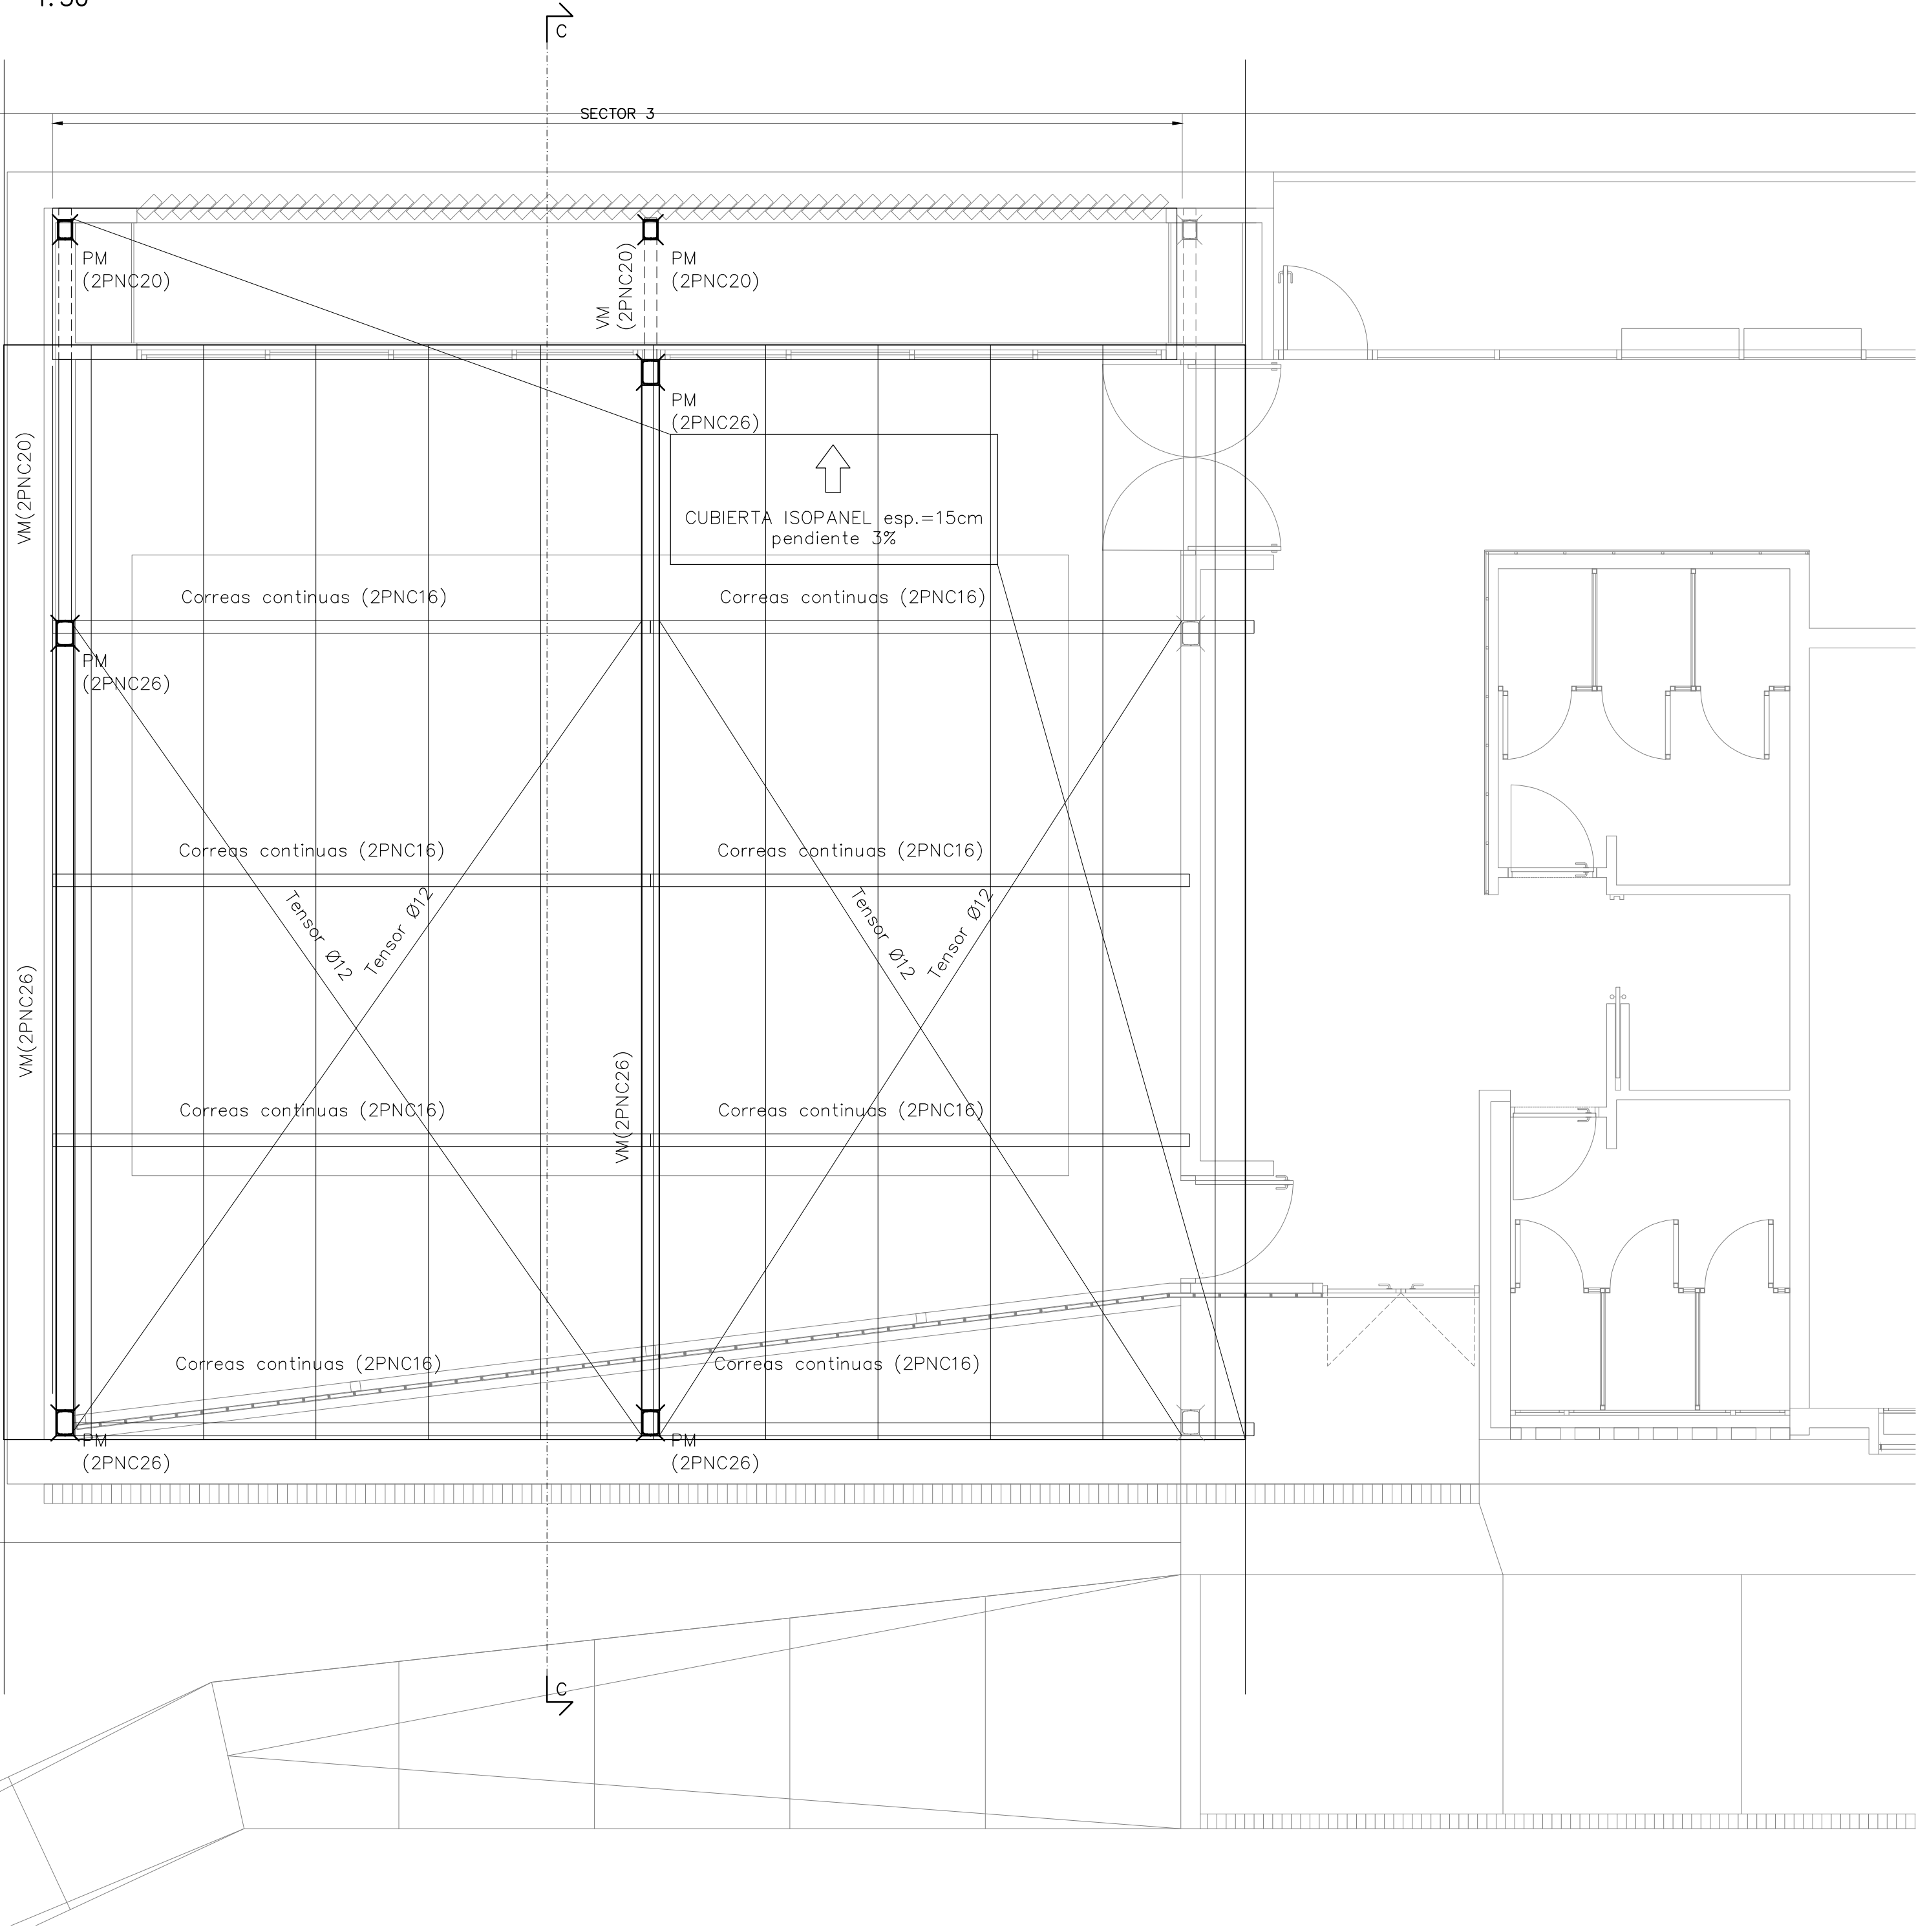 1:50
C
SECTOR 3
PM
(2PNC20)
VM
(2PNC20)
PM
(2PNC20)
PM
(2PNC26)
VM(2PNC20)
CUBIERTA ISOPANEL esp.=15cm
pendiente 3%
Correas continuas (2PNC16)
Correas continuas (2PNC16)
PM
(2PNC26)
Correas continuas (2PNC16)
Correas continuas (2PNC16)
Tensor Ø12
Tensor Ø12
Tensor Ø12
Tensor Ø12
VM(2PNC26)
VM(2PNC26)
Correas continuas (2PNC16)
Correas continuas (2PNC16)
Correas continuas (2PNC16)
Correas continuas (2PNC16)
PM
(2PNC26)
PM
(2PNC26)
C